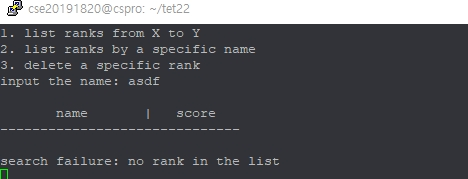 cse20191820@cspro: ~/tet22
1. list ranks from X to Y
2. list ranks by a specific name
3. delete a specific rank
input the name: asdf
name | score
------------------------------
search failure: no rank in the list